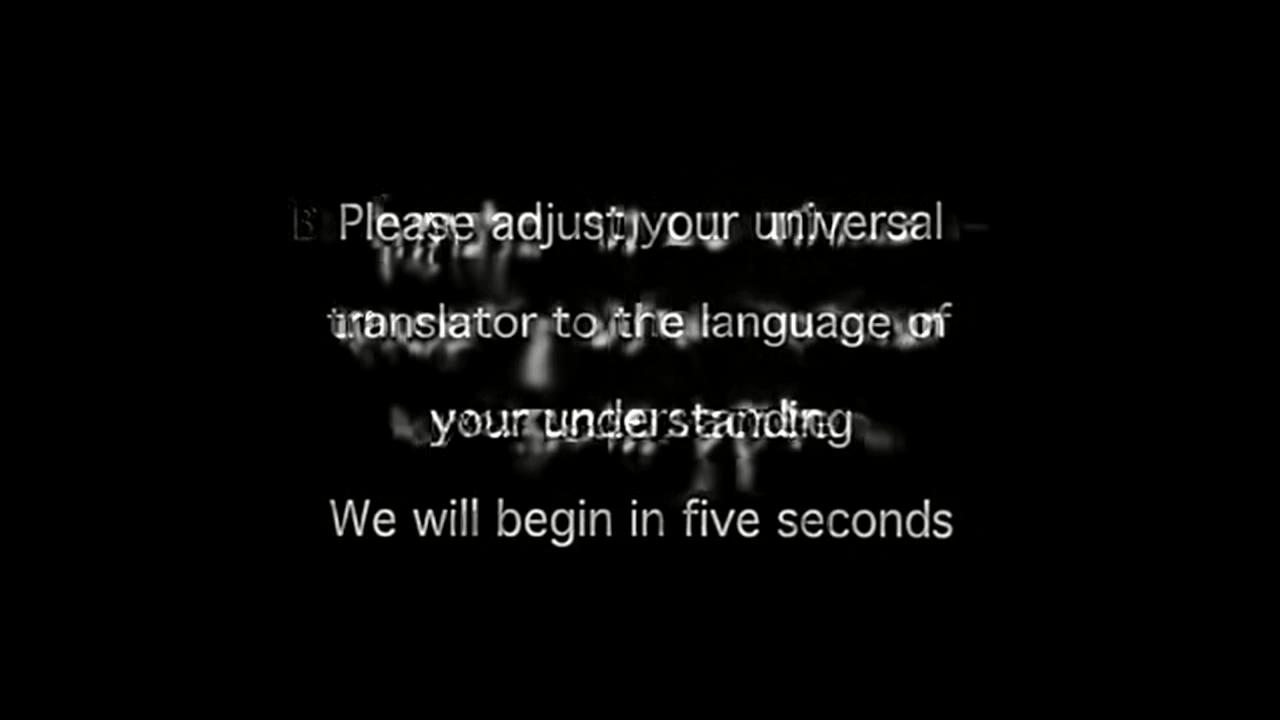 Please adjust your universal
translator to the language of
your understanding
We will begin in five seconds